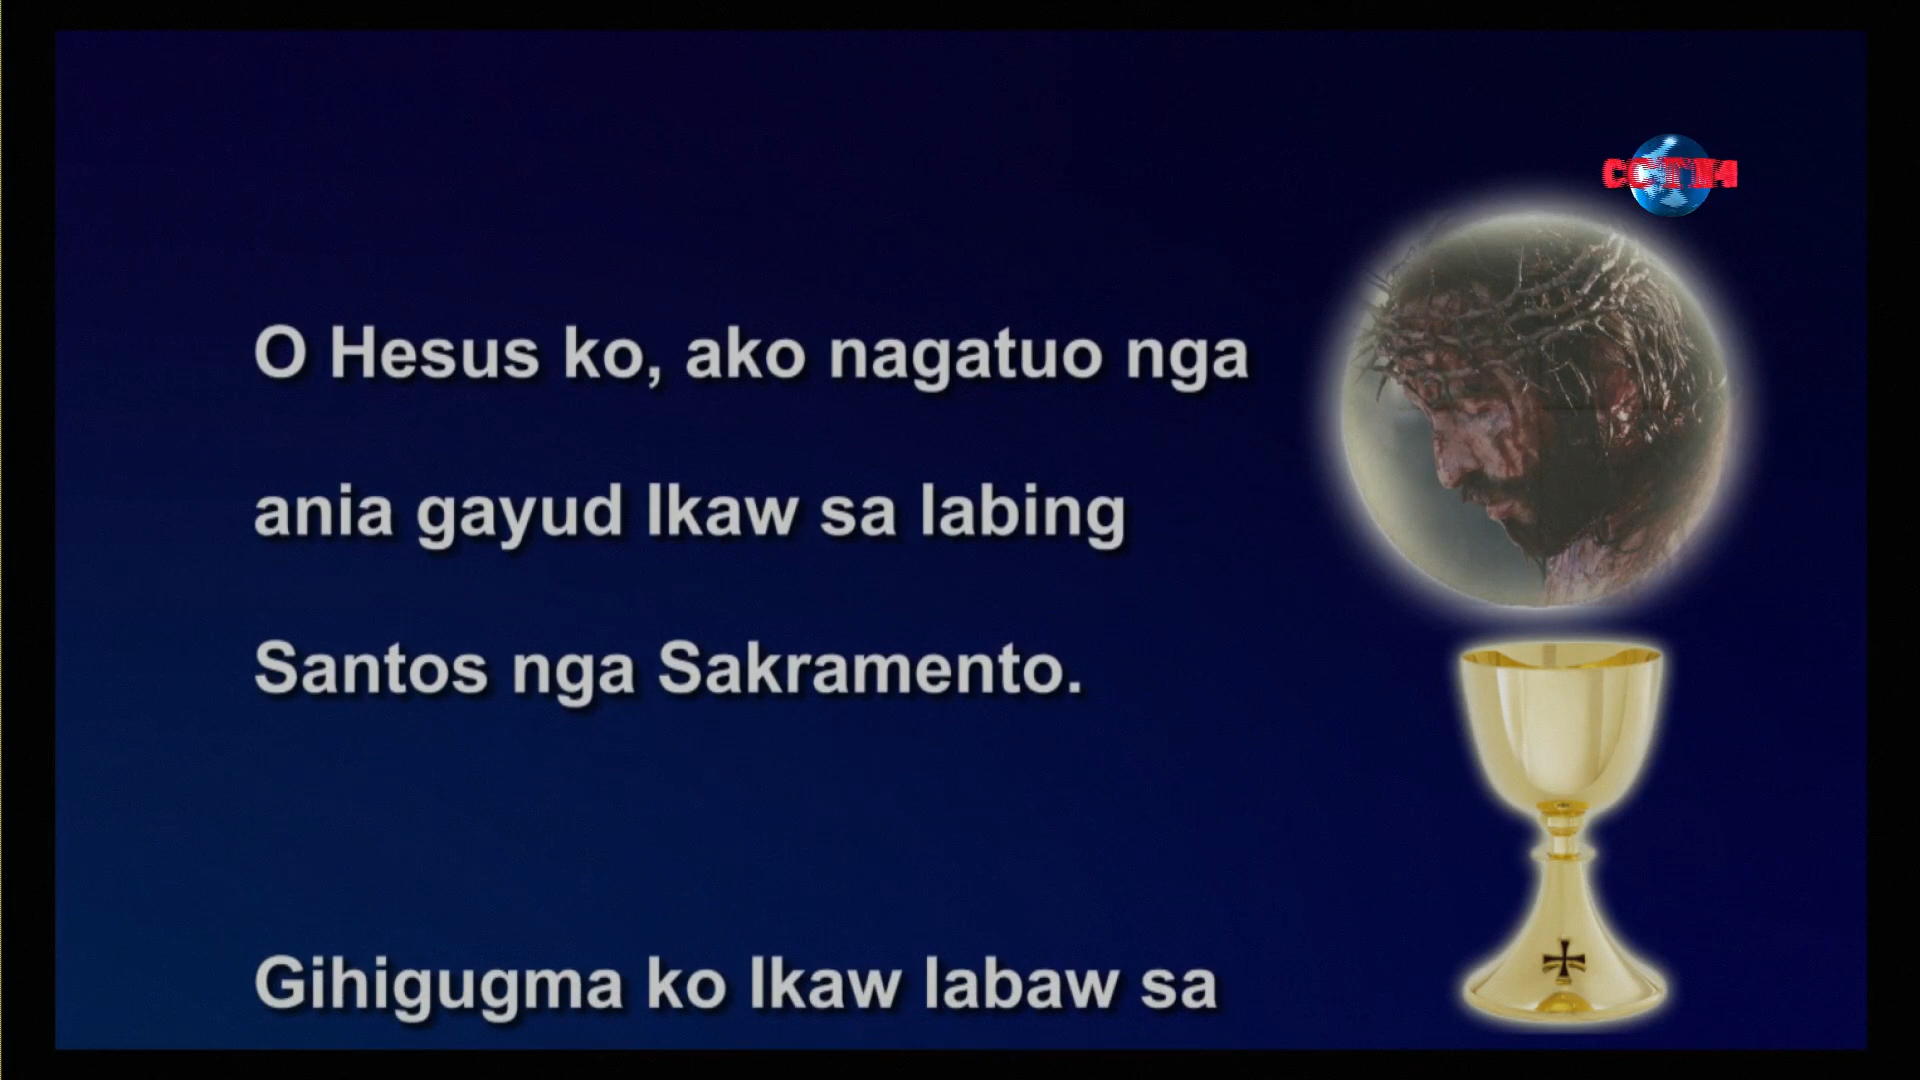 O Hesus ko, ako nagatuo nga
ania gayud Ikaw sa labing
Santos nga Sakramento.
Gihigugma ko Ikaw labaw sa